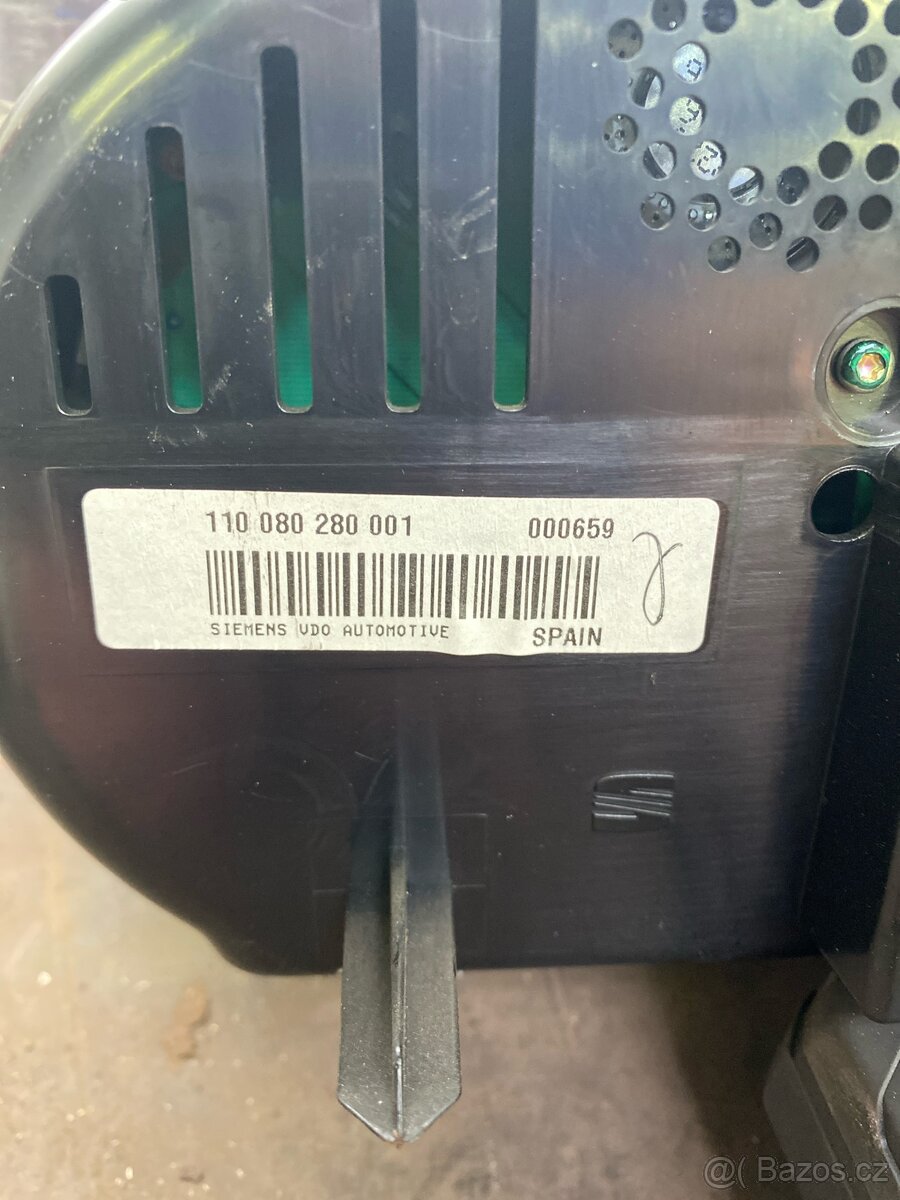 110 080 280 001 000659
SIEMENS VDO AUTOMOTIVE SPAIN
@( Bazos.cz